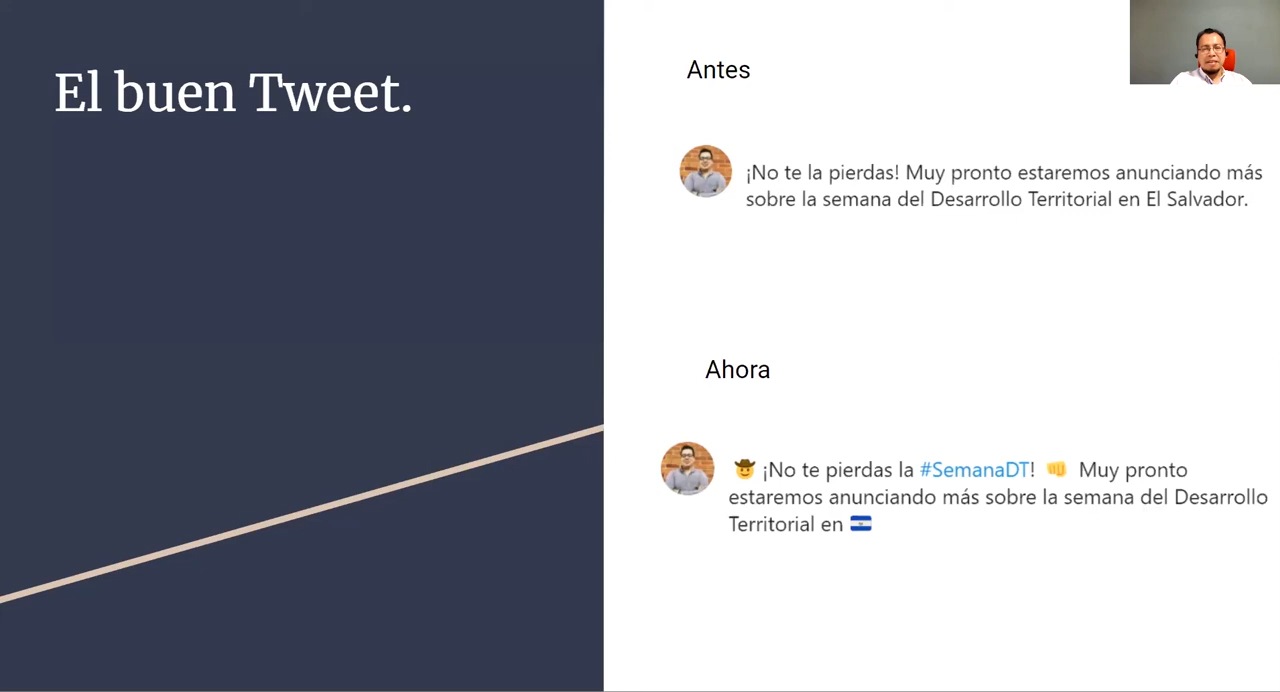 El buen Tweet.
Antes
¡No te la pierdas! Muy pronto estaremos anunciando más
sobre la semana del Desarrollo Territorial en El Salvador.
Ahora
🤠 ¡No te pierdas la #SemanaDT! 👊 Muy pronto
estaremos anunciando más sobre la semana del Desarrollo
Territorial en 🇸🇻